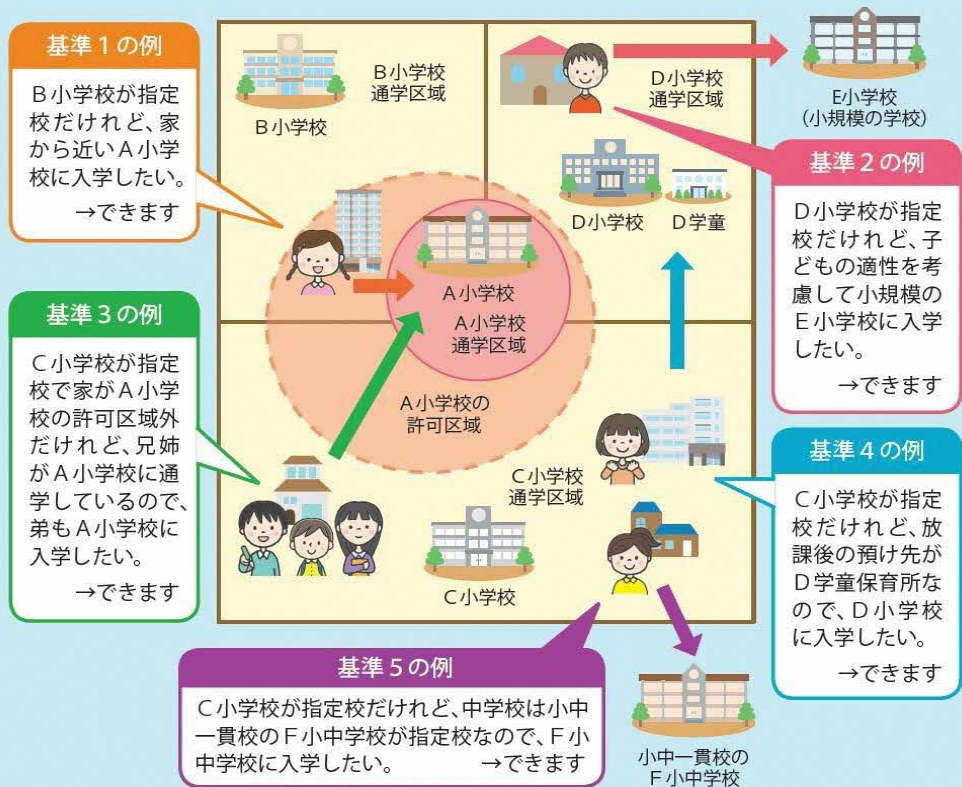 基準1の例
B小学校が指定
校だけれど、家
から近いA小学
校に入学したい。
→できます
B小学校
B小学校
通学区域
D小学校
通学区域
E小学校
(小規模の学校)
基準2の例
D小学校が指定
校だけれど、子
どもの適性を考
慮して小規模の
E小学校に入学
したい。
→できます
D小学校
D学童
A小学校
A小学校
通学区域
A小学校の
許可区域
基準3の例
C小学校が指定
校で家がA小学
校の許可区域外
だけれど、兄姉
がA小学校に通
学しているので、
弟もA小学校に
入学したい。
→できます
C小学校
通学区域
C小学校
基準4の例
C小学校が指定
校だけれど、放
課後の預け先が
D学童保育所な
ので、D小学校
に入学したい。
→できます
基準5の例
C小学校が指定校だけれど、中学校は小中
一貫校のF小中学校が指定校なので、F小
中学校に入学したい。 →できます
小中一貫校の
F小中学校